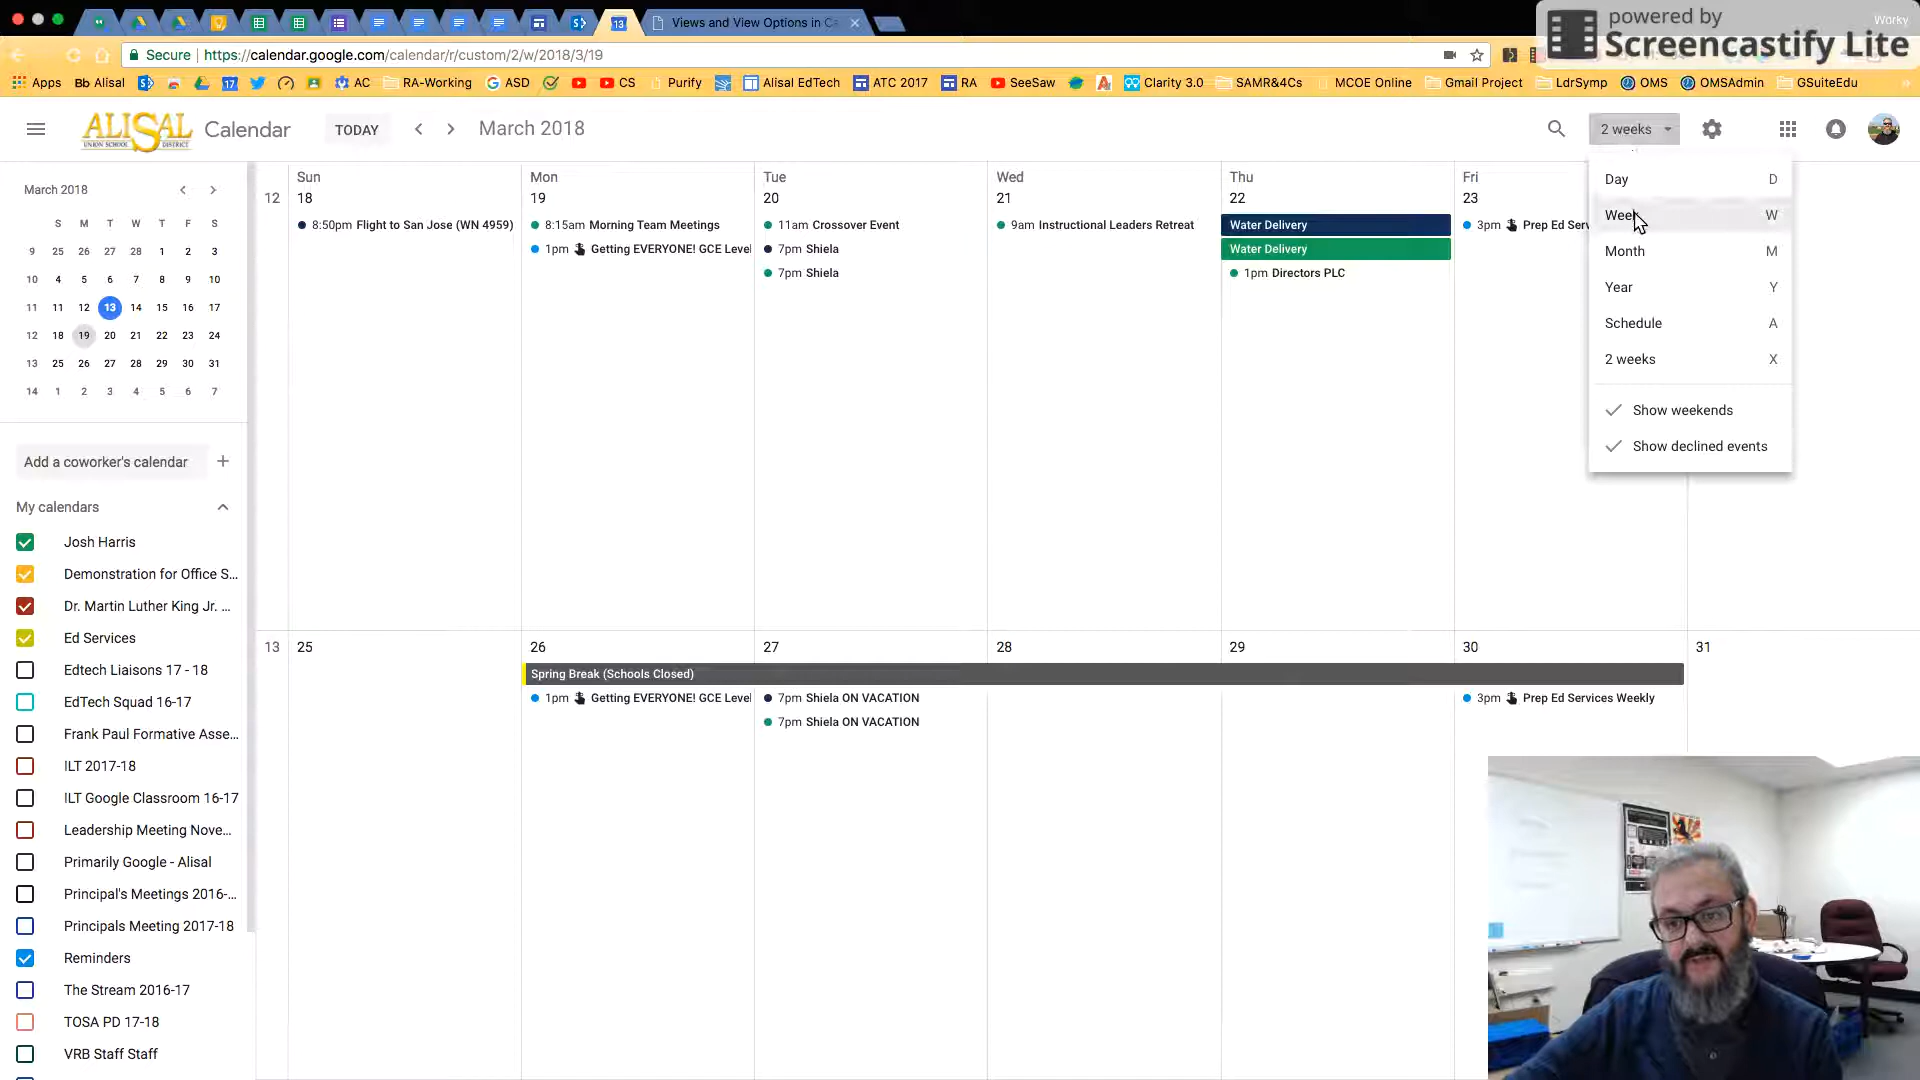 Views and View Options in C
powered by
Worky
Screencastify Lite
Secure https://calendar.google.com/calendar/r/custom/2/w/2018/3/19
Apps Bb Alisal 17 AC RA-Working ASD CS Purify Alisal EdTech ATC 2017 RA SeeSaw Clarity 3.0 SAMR&4Cs MCOE Online Gmail Project LdrSymp OMS OMSAdmin GSuiteEdu
ALISAL
UNION SCHOOL DISTRICT
Calendar TODAY March 2018 2 weeks
March 2018
S M T W T F S
9 25 26 27 28 1 2 3
10 4 5 6 7 8 9 10
11 11 12 13 14 15 16 17
12 18 19 20 21 22 23 24
13 25 26 27 28 29 30 31
14 1 2 3 4 5 6 7
Add a coworker's calendar +
My calendars
Josh Harris
Demonstration for Office S...
Dr. Martin Luther King Jr. ...
Ed Services
Edtech Liaisons 17 - 18
EdTech Squad 16-17
Frank Paul Formative Asse...
ILT 2017-18
ILT Google Classroom 16-17
Leadership Meeting Nove...
Primarily Google - Alisal
Principal's Meetings 2016-...
Principals Meeting 2017-18
Reminders
The Stream 2016-17
TOSA PD 17-18
VRB Staff Staff
Sun Mon Tue Wed Thu Fri
12 18 19 20 21 22 23
8:50pm Flight to San Jose (WN 4959)
8:15am Morning Team Meetings
1pm Getting EVERYONE! GCE Level
11am Crossover Event
7pm Shiela
7pm Shiela
9am Instructional Leaders Retreat
Water Delivery
Water Delivery
1pm Directors PLC
3pm Prep Ed Serv
13 25 26 27 28 29 30 31
Spring Break (Schools Closed)
1pm Getting EVERYONE! GCE Level
7pm Shiela ON VACATION
7pm Shiela ON VACATION
3pm Prep Ed Services Weekly
Day D
Week W
Month M
Year Y
Schedule A
2 weeks X
Show weekends
Show declined events